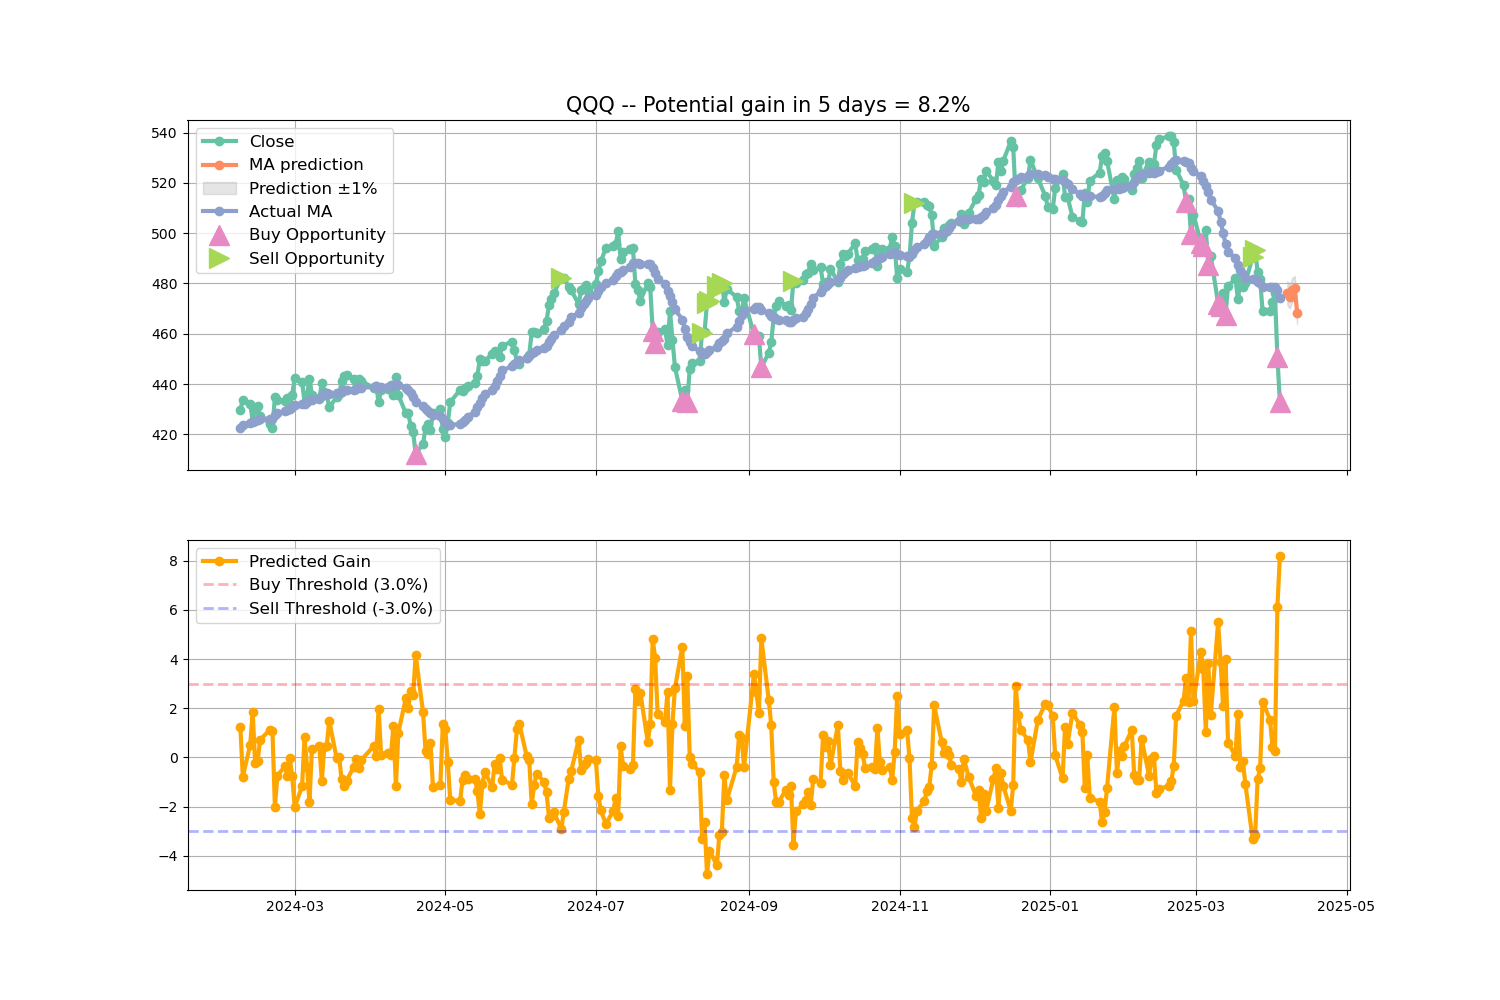 QQQ -- Potential gain in 5 days = 8.2%
540
520
500
480
460
440
420
Close
MA prediction
Prediction ±1%
Actual MA
Buy Opportunity
Sell Opportunity
8
6
4
2
0
−2
−4
Predicted Gain
Buy Threshold (3.0%)
Sell Threshold (-3.0%)
2024-03
2024-05
2024-07
2024-09
2024-11
2025-01
2025-03
2025-05